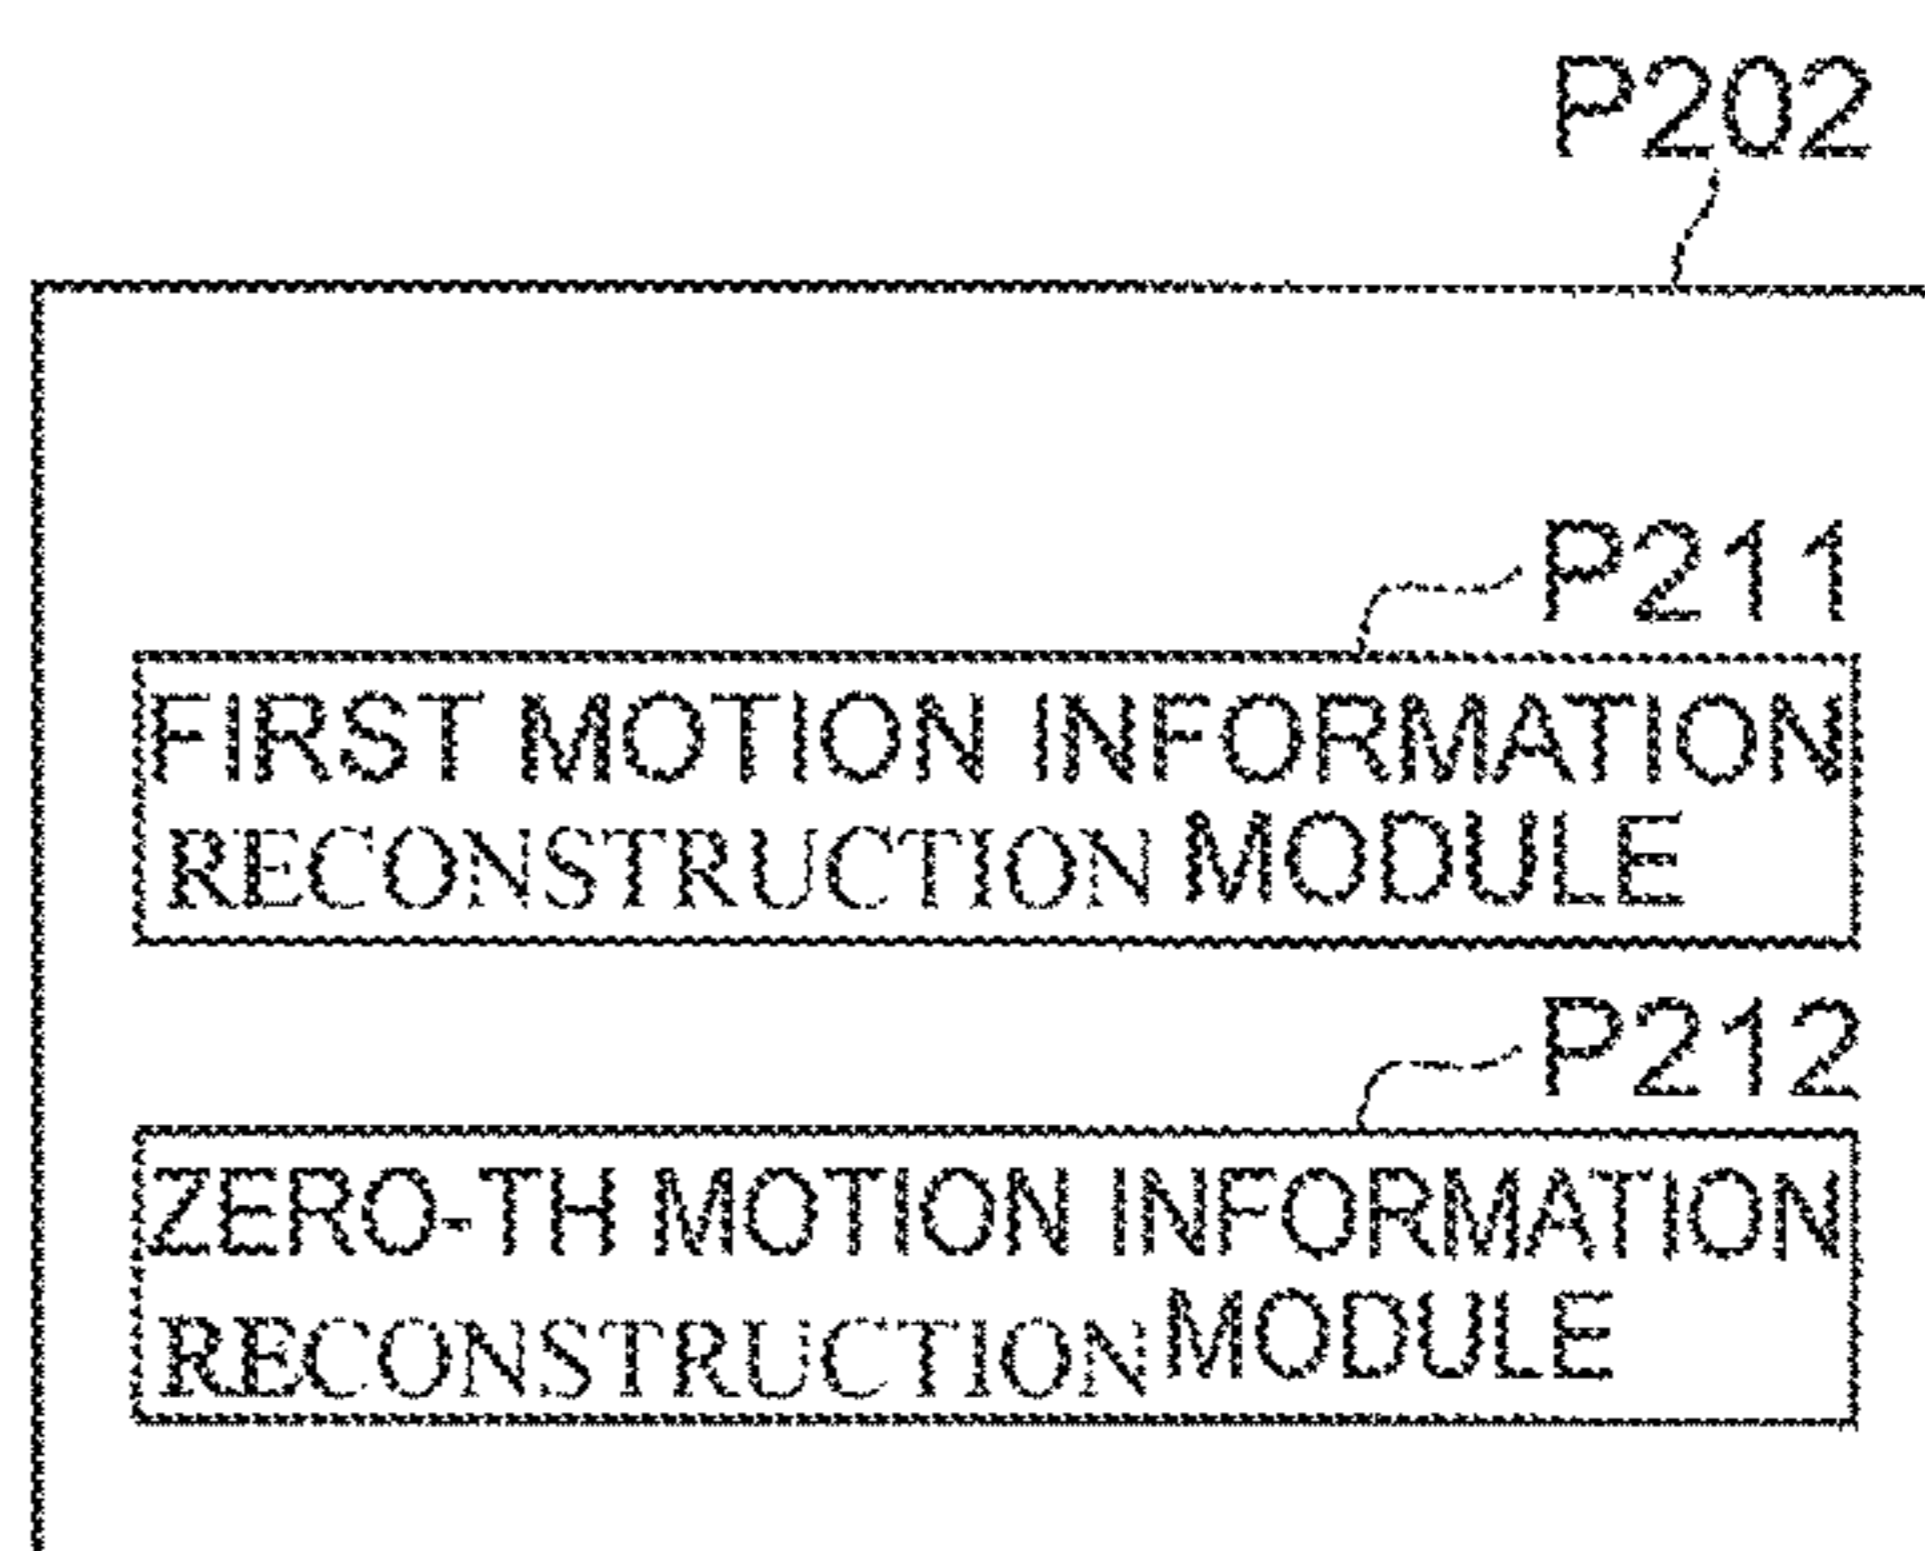 P202
P211
FIRST MOTION INFORMATION
RECONSTRUCTION MODULE
P212
ZERO-TH MOTION INFORMATION
RECONSTRUCTION MODULE